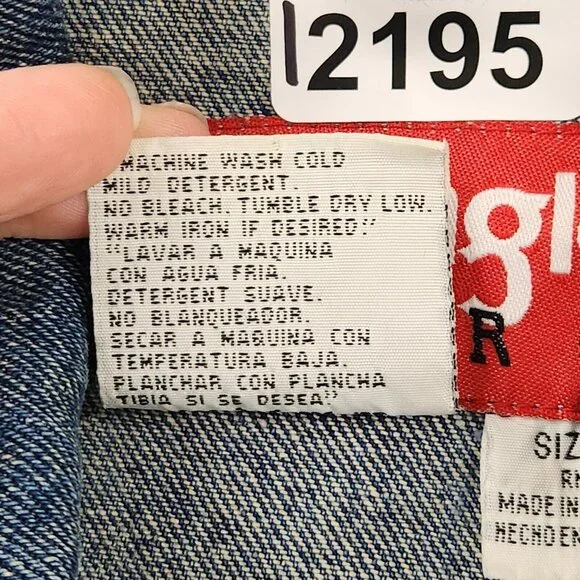 12195
"MACHINE WASH COLD
MILD DETERGENT.
NO BLEACH. TUMBLE DRY LOW.
WARM IRON IF DESIRED."
"LAVAR A MAQUINA
CON AGUA FRIA.
DETERGENT SUAVE.
NO BLANQUEADOR.
SECAR A MAQUINA CON
TEMPERATURA BAJA.
PLANCHAR CON PLANCHA
TIBIA SI SE DESEA"
gl
R
SIZ
RN
MADE IN
HECHO EN